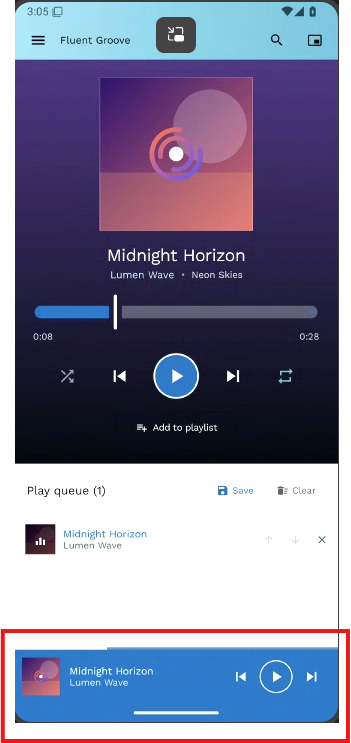 3:05
Fluent Groove
Midnight Horizon
Lumen Wave • Neon Skies
0:08 0:28
Add to playlist
Play queue (1) Save Clear
Midnight Horizon
Lumen Wave
Midnight Horizon
Lumen Wave